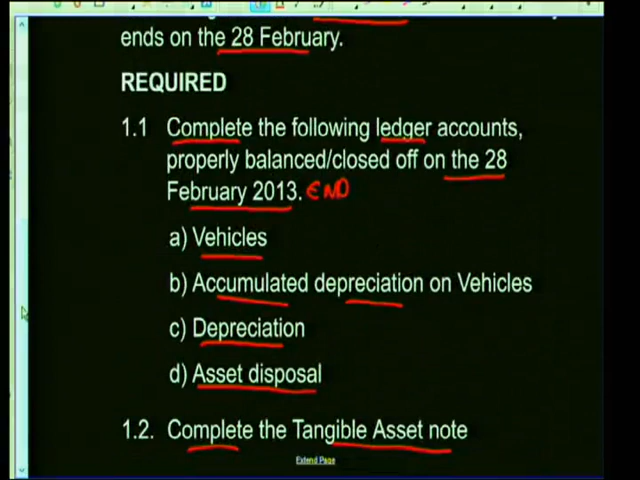 ends on the 28 February.
REQUIRED
1.1 Complete the following ledger accounts,
properly balanced/closed off on the 28
February 2013. END
a) Vehicles
b) Accumulated depreciation on Vehicles
c) Depreciation
d) Asset disposal
1.2. Complete the Tangible Asset note
Extend Page